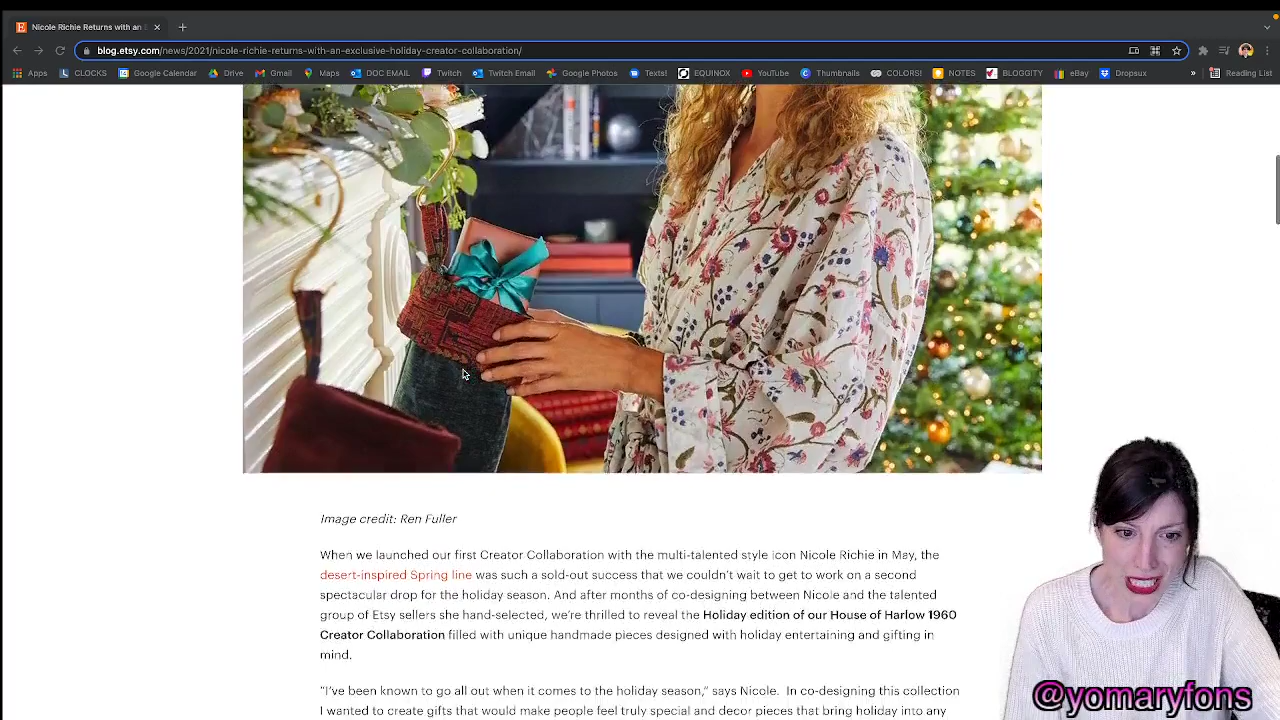 Nicole Richie Returns with an E
blog.etsy.com/news/2021/nicole-richie-returns-with-an-exclusive-holiday-creator-collaboration/
Apps CLOCKS Google Calendar Drive Gmail Maps DOC EMAIL Twitch Twitch Email Google Photos Texts! EQUINOX YouTube Thumbnails COLORS! NOTES BLOGGITY eBay Dropsux » Reading List
Image credit: Ren Fuller
When we launched our first Creator Collaboration with the multi-talented style icon Nicole Richie in May, the
desert-inspired Spring line was such a sold-out success that we couldn't wait to get to work on a second
spectacular drop for the holiday season. And after months of co-designing between Nicole and the talented
group of Etsy sellers she hand-selected, we're thrilled to reveal the Holiday edition of our House of Harlow 1960
Creator Collaboration filled with unique handmade pieces designed with holiday entertaining and gifting in
mind.
"I've been known to go all out when it comes to the holiday season," says Nicole. In co-designing this collection
I wanted to create gifts that would make people feel truly special and decor pieces that bring holiday into any
@yomaryfons